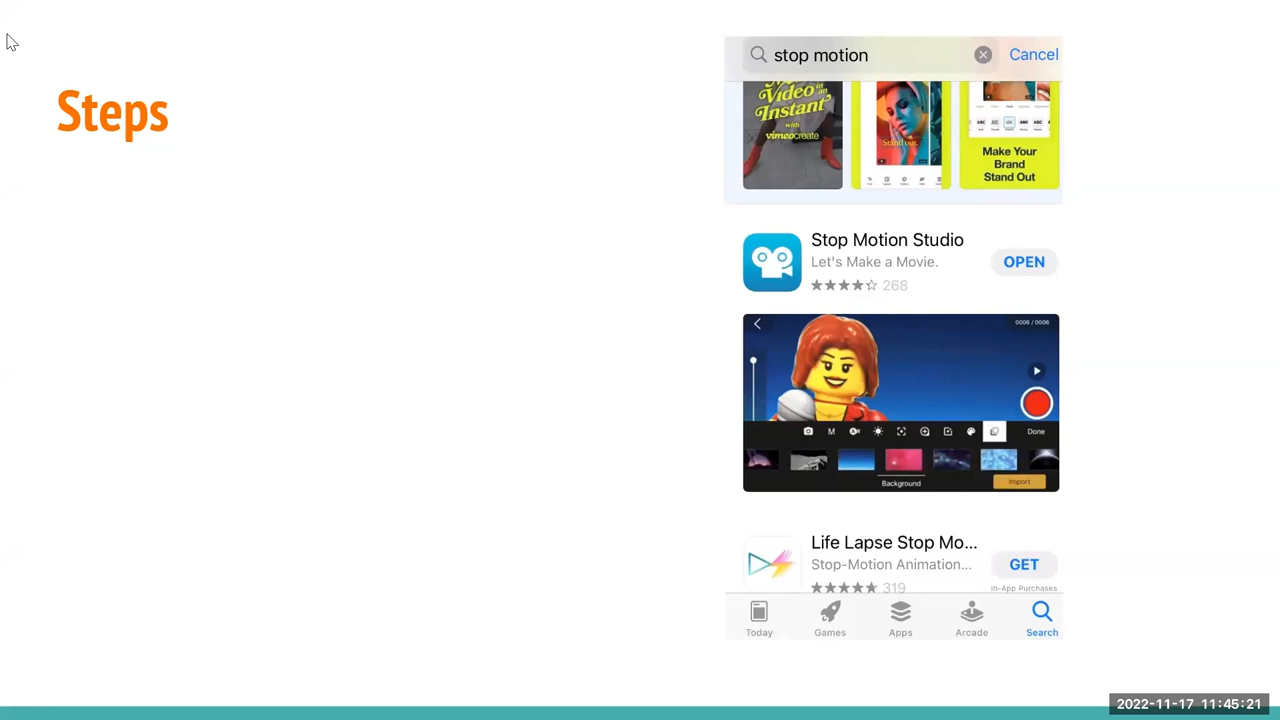 Steps
stop motion
Cancel
Video in
an Instant
with
vimeocreate
Stand out.
Make Your
Brand
Stand Out
Stop Motion Studio
OPEN
Let's Make a Movie.
268
0006 / 0006
M
Done
Background
Import
Life Lapse Stop Mo...
GET
Stop-Motion Animation...
319
In-App Purchases
Today
Games
Apps
Arcade
Search
2022-11-17 11:45:21